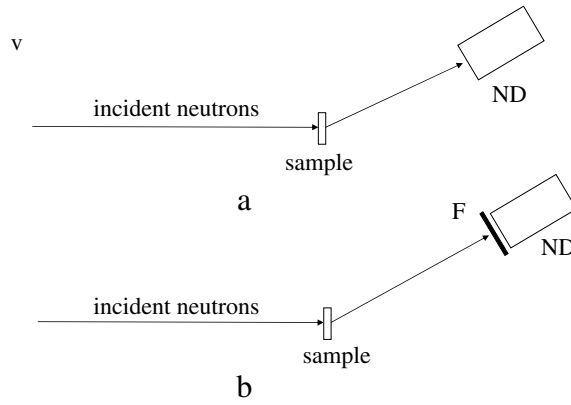 v
ND
incident neutrons
sample
a
F
ND
incident neutrons
sample
b